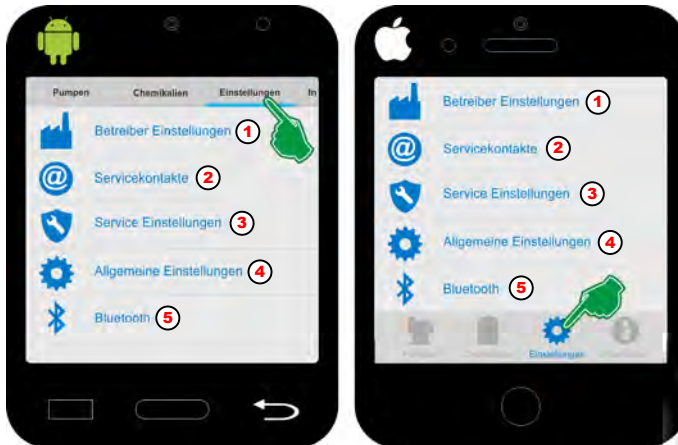 Pumpen Chemikalien Einstellungen In
Betreiber Einstellungen 1
@ Servicekontakte 2
Service Einstellungen 3
Allgemeine Einstellungen 4
Bluetooth 5
Betreiber Einstellungen 1
@ Servicekontakte 2
Service Einstellungen 3
Allgemeine Einstellungen 4
Bluetooth 5
Einstellungen